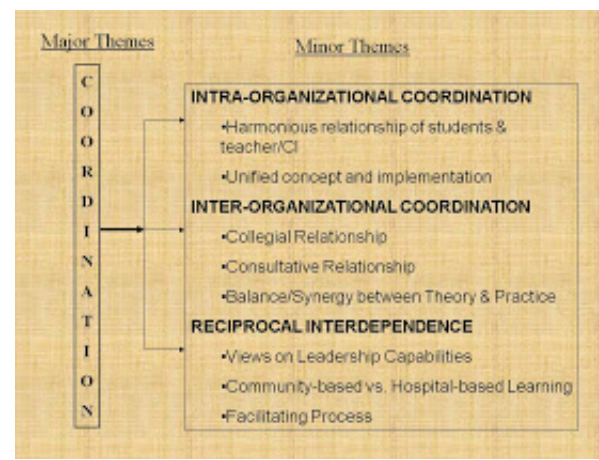 Major Themes
Minor Themes
COORDINATION
INTRA-ORGANIZATIONAL COORDINATION
•Harmonious relationship of students &
teacher/CI
•Unified concept and implementation
INTER-ORGANIZATIONAL COORDINATION
•Collegial Relationship
•Consultative Relationship
•Balance/Synergy between Theory & Practice
RECIPROCAL INTERDEPENDENCE
•Views on Leadership Capabilities
•Community-based vs. Hospital-based Learning
•Facilitating Process